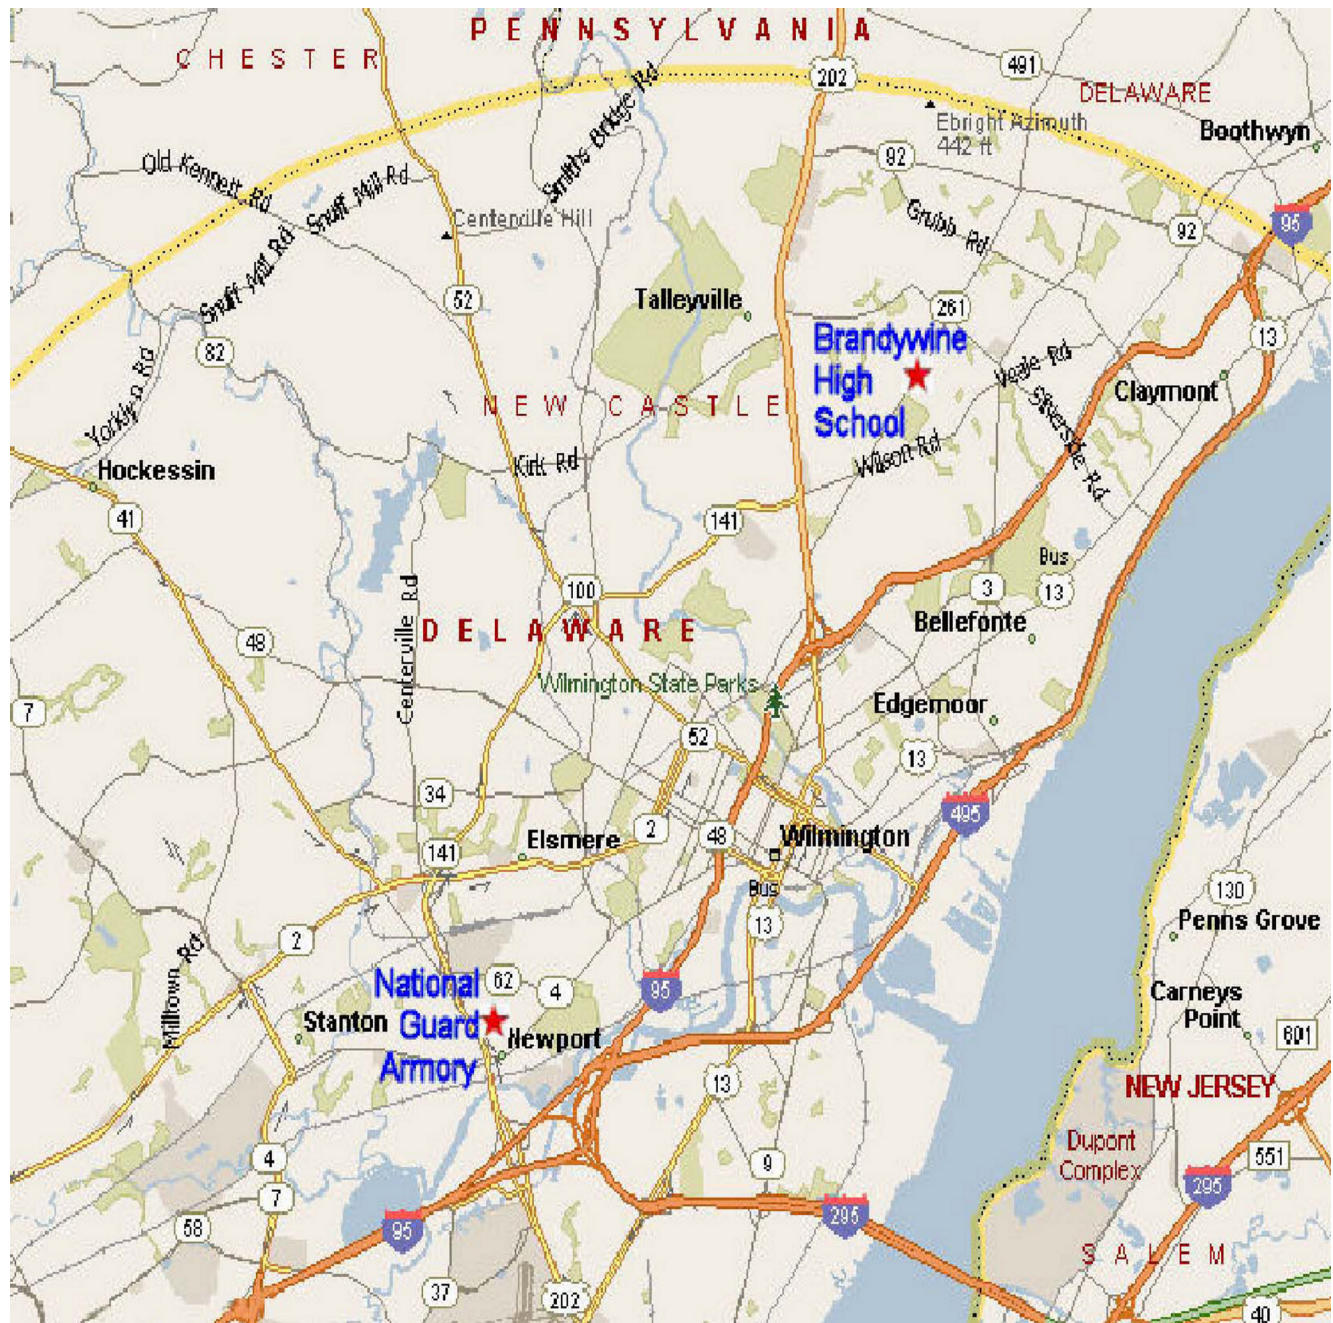 PENNSYLVANIA
CHESTER
202
491
DELAWARE
Ebright Azimuth
442 ft
Boothwyn
Smiths Bridge Rd
Old Kennett Rd
Snuff Mill Rd
92
Grubb Rd
92
95
Centerville Hill
Snuff Mill Rd
52
Talleyville
261
13
82
Brandywine
High
School
Veale Rd
Claymont
Yorklyn Rd
NEW CASTLE
Silverside Rd
Hockessin
Kirk Rd
Wilson Rd
41
141
Bus
13
100
3
Bellefonte
DELAWARE
48
Centerville Rd
Wilmington State Parks
7
Edgemoor
52
13
34
495
2
48
Wilmington
Elsmere
141
Bus
13
130
Penns Grove
2
Milltown Rd
National
Guard
Armory
62
4
95
Stanton
Newport
Carneys
Point
601
13
NEW JERSEY
Dupont
Complex
4
9
551
7
295
295
58
95
SALEM
37
202
40